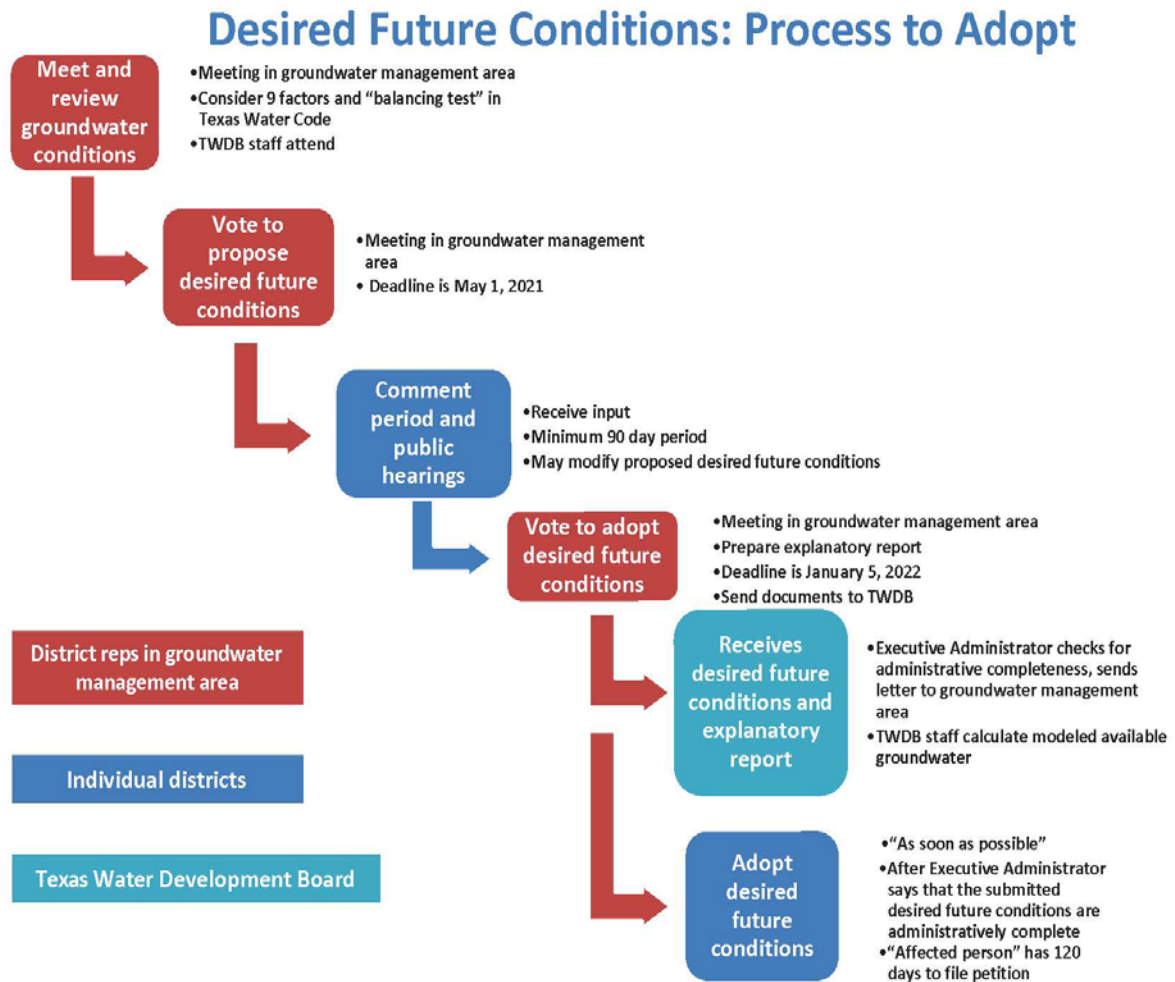 Desired Future Conditions: Process to Adopt
Meet and
review
groundwater
conditions
•Meeting in groundwater management area
•Consider 9 factors and “balancing test” in
Texas Water Code
•TWDB staff attend
Vote to
propose
desired future
conditions
•Meeting in groundwater management
area
• Deadline is May 1, 2021
Comment
period and
public
hearings
•Receive input
•Minimum 90 day period
•May modify proposed desired future conditions
Vote to adopt
desired future
conditions
•Meeting in groundwater management area
•Prepare explanatory report
•Deadline is January 5, 2022
•Send documents to TWDB
Receives
desired future
conditions and
explanatory
report
•Executive Administrator checks for
administrative completeness, sends
letter to groundwater management
area
•TWDB staff calculate modeled available
groundwater
Adopt
desired
future
conditions
•“As soon as possible”
•After Executive Administrator
says that the submitted
desired future conditions are
administratively complete
•“Affected person” has 120
days to file petition
District reps in groundwater
management area
Individual districts
Texas Water Development Board